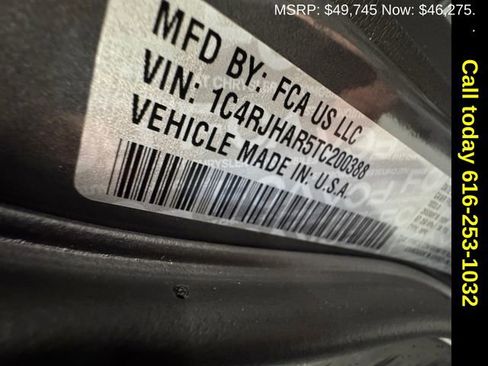 MSRP: $49,745 Now: $46,275.
MFD BY: FCA US LLC
VIN: 1C4RJHAR5TC200388
VEHICLE MADE IN: U.S.A.
Call today 616-253-1032